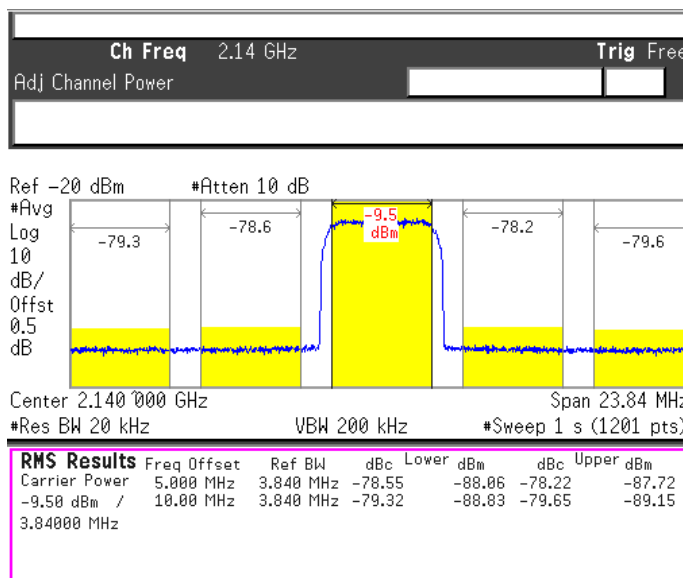 Ch Freq 2.14 GHz Trig Free
Adj Channel Power
Ref -20 dBm #Atten 10 dB
#Avg
Log
10
dB/
Offst
0.5
dB
-79.3
-78.6
-9.5
dBm
-78.2
-79.6
Center 2.140 000 GHz Span 23.84 MHz
#Res BW 20 kHz VBW 200 kHz #Sweep 1 s (1201 pts)
RMS Results Freq Offset Ref BW dBc Lower dBm dBc Upper dBm
Carrier Power 5.000 MHz 3.840 MHz -78.55 -88.06 -78.22 -87.72
-9.50 dBm / 10.00 MHz 3.840 MHz -79.32 -88.83 -79.65 -89.15
3.84000 MHz